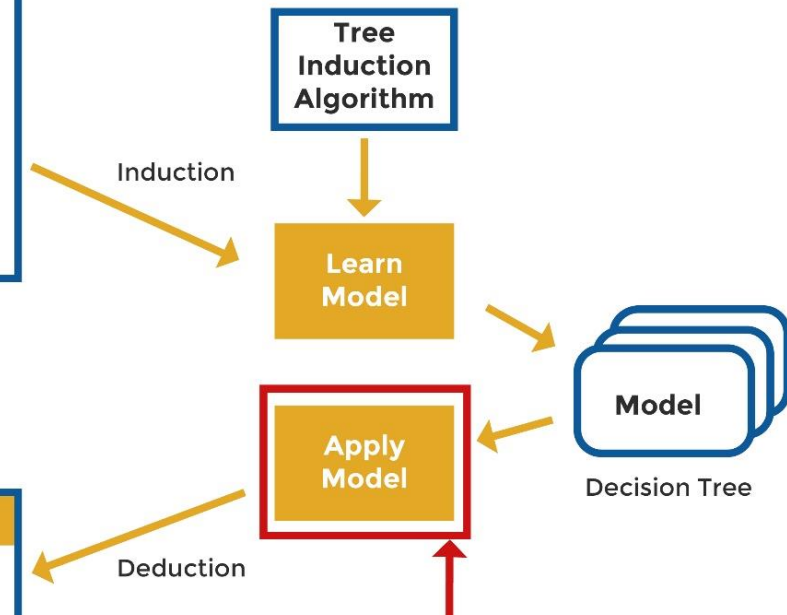 Tree
Induction
Algorithm
Induction
Learn
Model
Model
Apply
Model
Decision Tree
Deduction